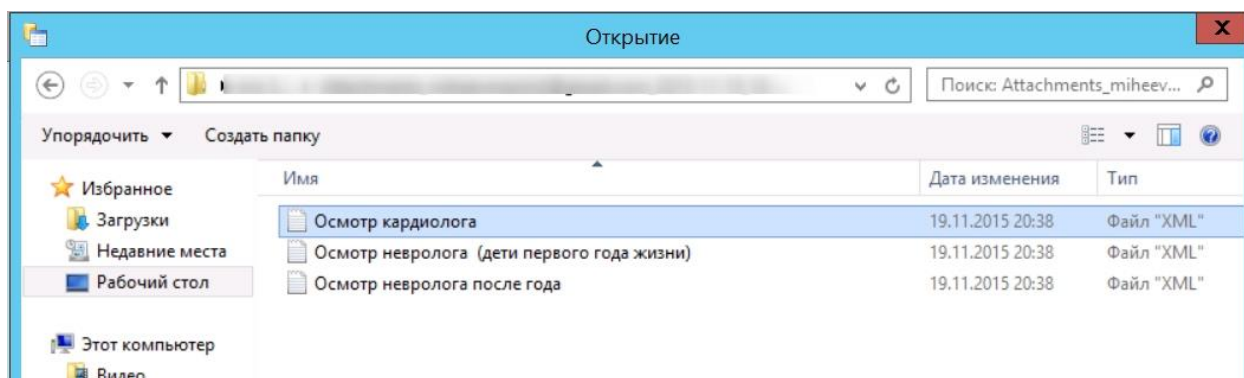 Открытие
X
Поиск: Attachments_miheev...
Упорядочить Создать папку
Избранное
Загрузки
Недавние места
Рабочий стол
Этот компьютер
Видео
Имя Дата изменения Тип
Осмотр кардиолога 19.11.2015 20:38 Файл "XML"
Осмотр невролога (дети первого года жизни) 19.11.2015 20:38 Файл "XML"
Осмотр невролога после года 19.11.2015 20:38 Файл "XML"